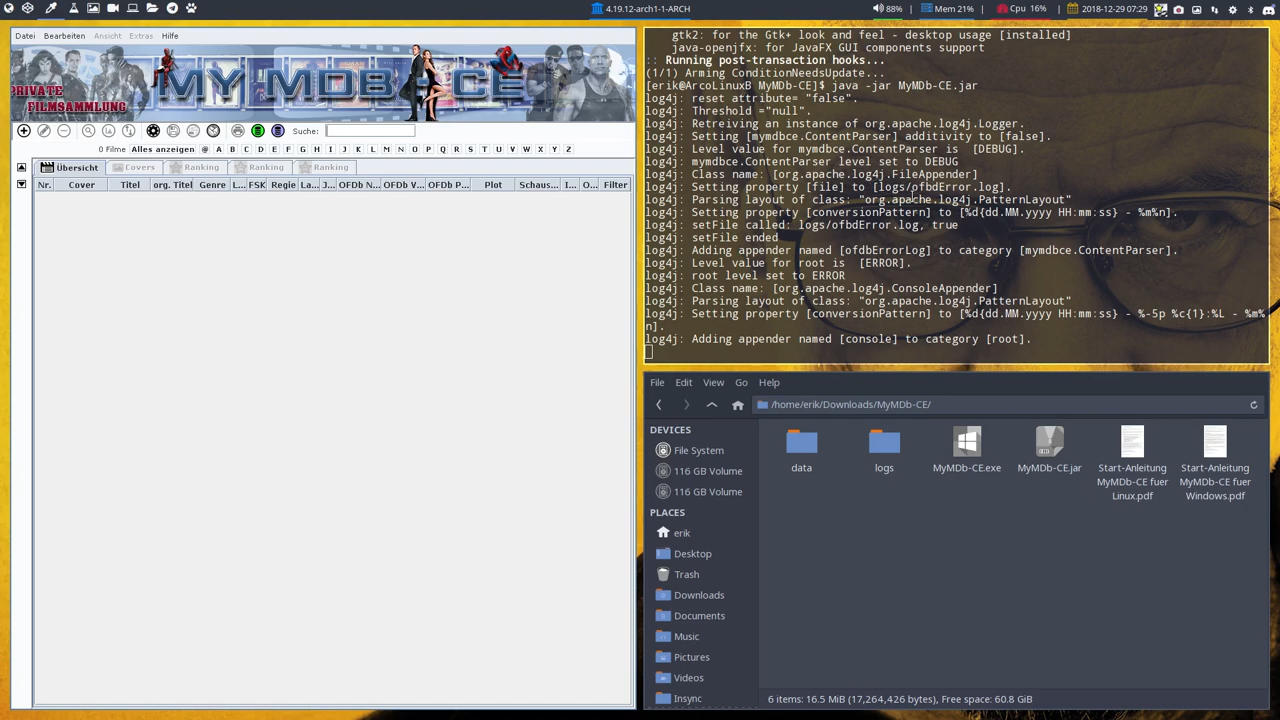 4.19.12-arch1-1-ARCH
88%
Mem 21%
Cpu 16%
2018-12-29 07:29
Datei Bearbeiten Ansicht Extras Hilfe
PRIVATE
FILMSAMMLUNG
MY MDB - CE
Suche:
0 Filme Alles anzeigen @ A B C D E F G H I J K L M N O P Q R S T U V W X Y Z
Übersicht Covers Ranking Ranking Ranking
Nr. Cover Titel org. Titel Genre L... FSK Regie La... J... OFDb N... OFDb V... OFDb P... Plot Schaus... I... O... Filter
gtk2: for the Gtk+ look and feel - desktop usage [installed]
java-openjfx: for JavaFX GUI components support
:: Running post-transaction hooks...
(1/1) Arming ConditionNeedsUpdate...
[erik@ArcoLinuxB MyMDb-CE]$ java -jar MyMDb-CE.jar
log4j: reset attribute= "false".
log4j: Threshold ="null".
log4j: Retreiving an instance of org.apache.log4j.Logger.
log4j: Setting [mymdbce.ContentParser] additivity to [false].
log4j: Level value for mymdbce.ContentParser is  [DEBUG].
log4j: mymdbce.ContentParser level set to DEBUG
log4j: Class name: [org.apache.log4j.FileAppender]
log4j: Setting property [file] to [logs/ofbdError.log].
log4j: Parsing layout of class: "org.apache.log4j.PatternLayout"
log4j: Setting property [conversionPattern] to [%d{dd.MM.yyyy HH:mm:ss} - %m%n].
log4j: setFile called: logs/ofbdError.log, true
log4j: setFile ended
log4j: Adding appender named [ofdbErrorLog] to category [mymdbce.ContentParser].
log4j: Level value for root is  [ERROR].
log4j: root level set to ERROR
log4j: Class name: [org.apache.log4j.ConsoleAppender]
log4j: Parsing layout of class: "org.apache.log4j.PatternLayout"
log4j: Setting property [conversionPattern] to [%d{dd.MM.yyyy HH:mm:ss} - %-5p %c{1}:%L - %m%
n].
log4j: Adding appender named [console] to category [root].
File Edit View Go Help
/home/erik/Downloads/MyMDb-CE/
DEVICES
File System
116 GB Volume
116 GB Volume
PLACES
erik
Desktop
Trash
Downloads
Documents
Music
Pictures
Videos
Insync
data
logs
MyMDb-CE.exe
MyMDb-CE.jar
Start-Anleitung
MyMDb-CE fuer
Linux.pdf
Start-Anleitung
MyMDb-CE fuer
Windows.pdf
6 items: 16.5 MiB (17,264,426 bytes), Free space: 60.8 GiB